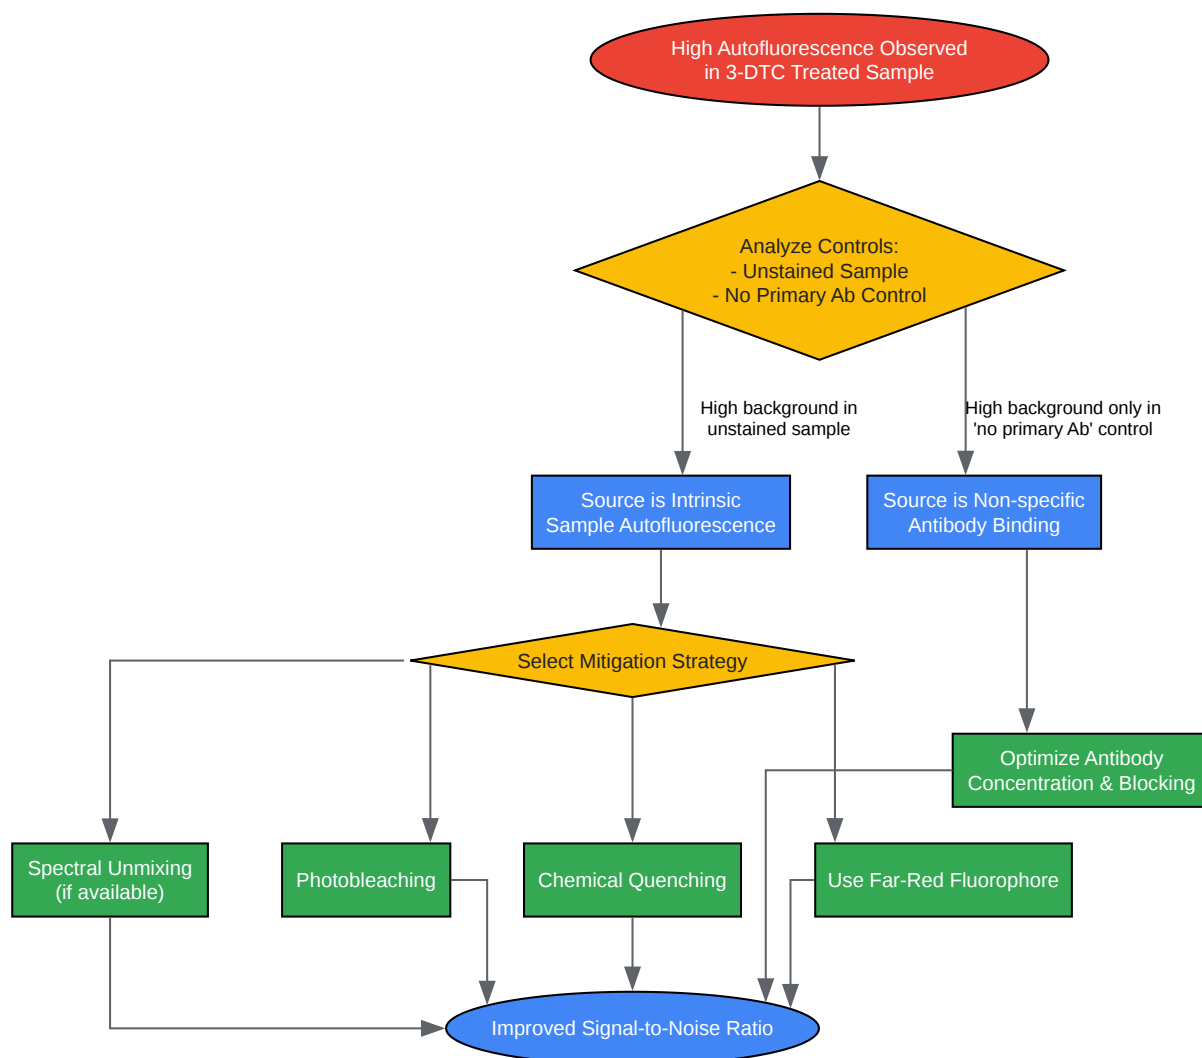 High Autofluorescence Observed
in 3-DTC Treated Sample
Analyze Controls:
- Unstained Sample
- No Primary Ab Control
High background in
unstained sample
High background only in
'no primary Ab' control
Source is Intrinsic
Sample Autofluorescence
Source is Non-specific
Antibody Binding
Select Mitigation Strategy
Optimize Antibody
Concentration & Blocking
Spectral Unmixing
(if available)
Photobleaching
Chemical Quenching
Use Far-Red Fluorophore
Improved Signal-to-Noise Ratio